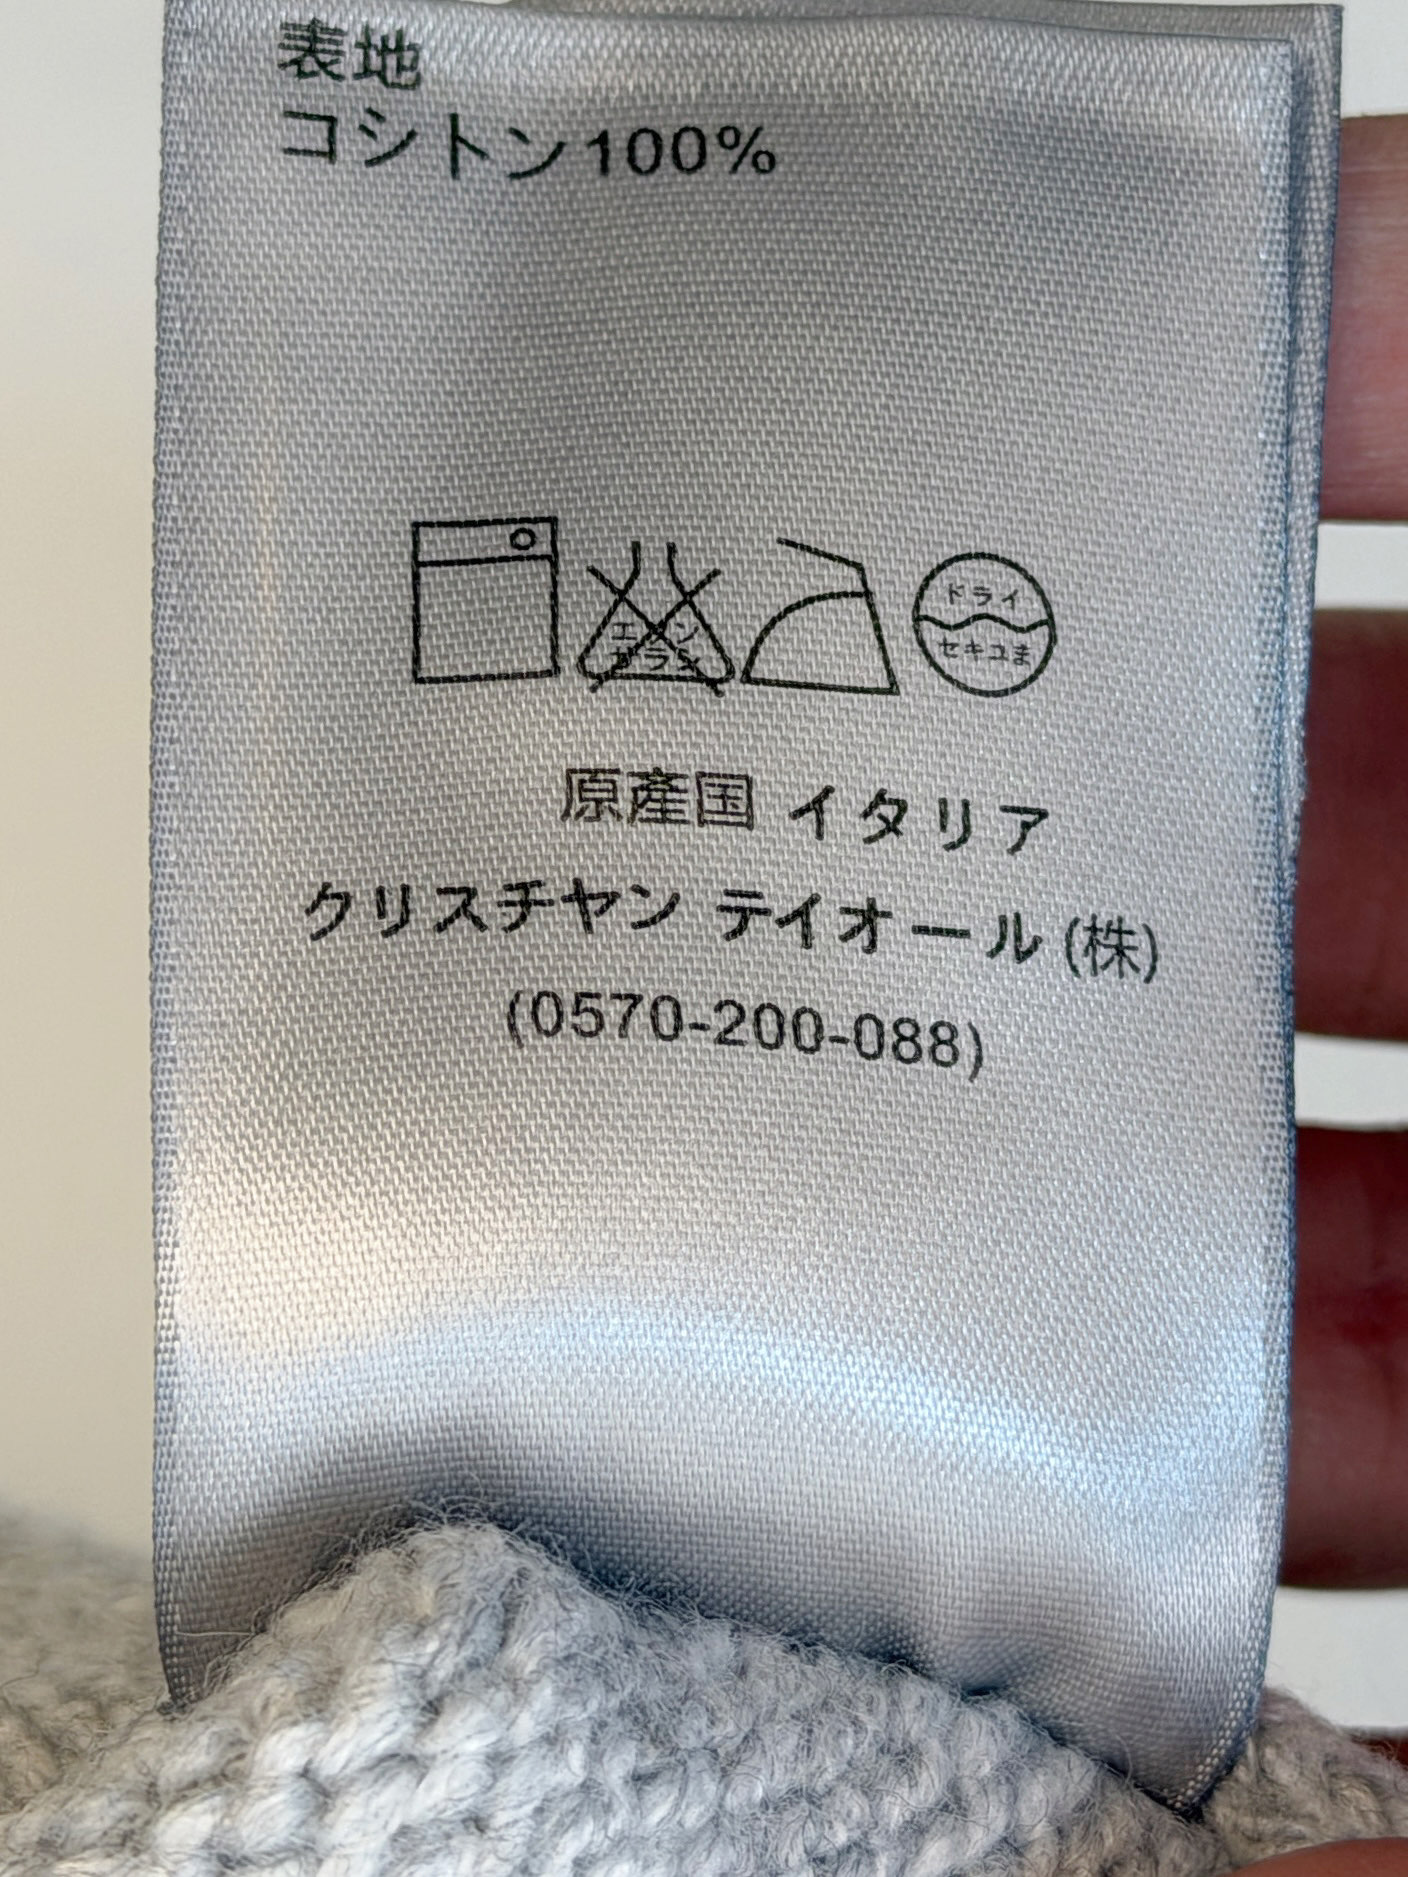 表地
コシトン100%
エンソ
ガラシ
ドライ
セキユま
原産国 イタリア
クリスチヤン テイオール (株)
(0570-200-088)